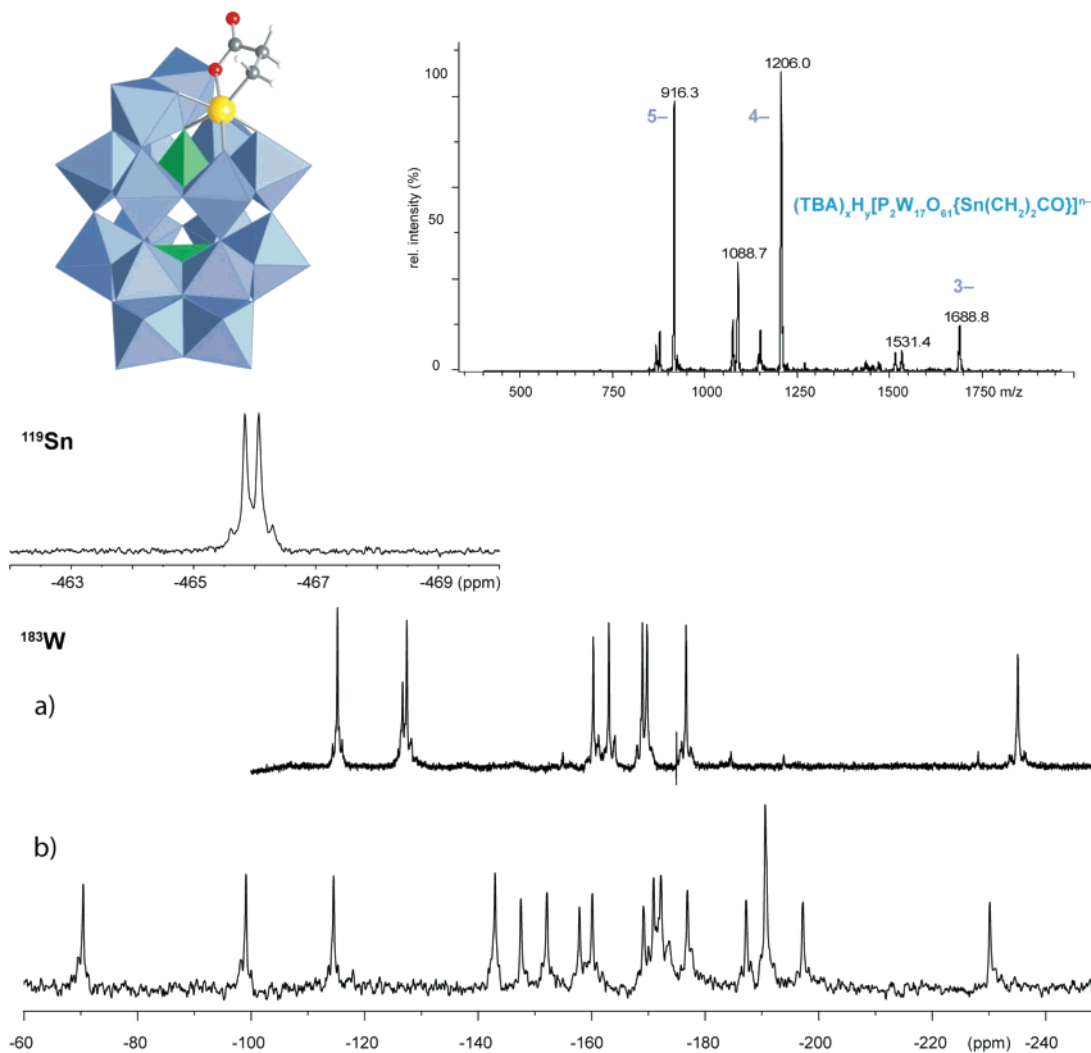 100
50
0
rel. intensity (%)
916.3
5–
1088.7
1206.0
4–
(TBA)xHy[P2W17O61{Sn(CH2)2CO}]n–
3–
1688.8
1531.4
500 750 1000 1250 1500 1750 m/z
119Sn
-463 -465 -467 -469 (ppm)
183W
a)
b)
-60 -80 -100 -120 -140 -160 -180 -200 -220 (ppm) -240